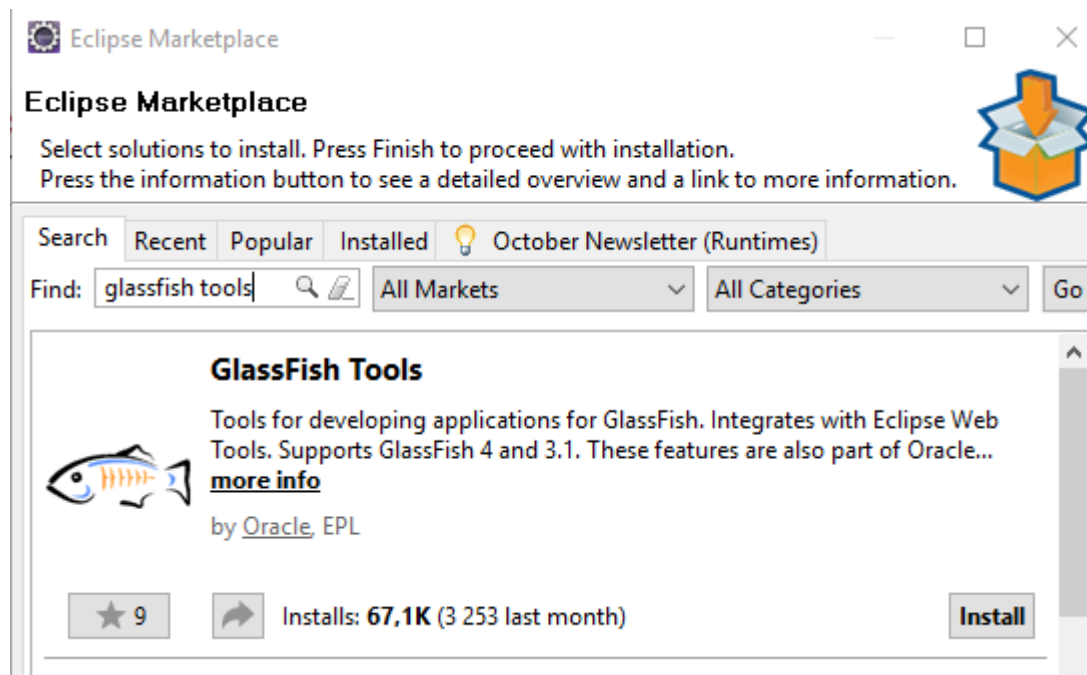 Eclipse Marketplace
Eclipse Marketplace
Select solutions to install. Press Finish to proceed with installation.
Press the information button to see a detailed overview and a link to more information.
Search Recent Popular Installed October Newsletter (Runtimes)
Find: glassfish tools All Markets All Categories Go
GlassFish Tools
Tools for developing applications for GlassFish. Integrates with Eclipse Web
Tools. Supports GlassFish 4 and 3.1. These features are also part of Oracle...
more info
by Oracle, EPL
9 Installs: 67,1K (3 253 last month) Install